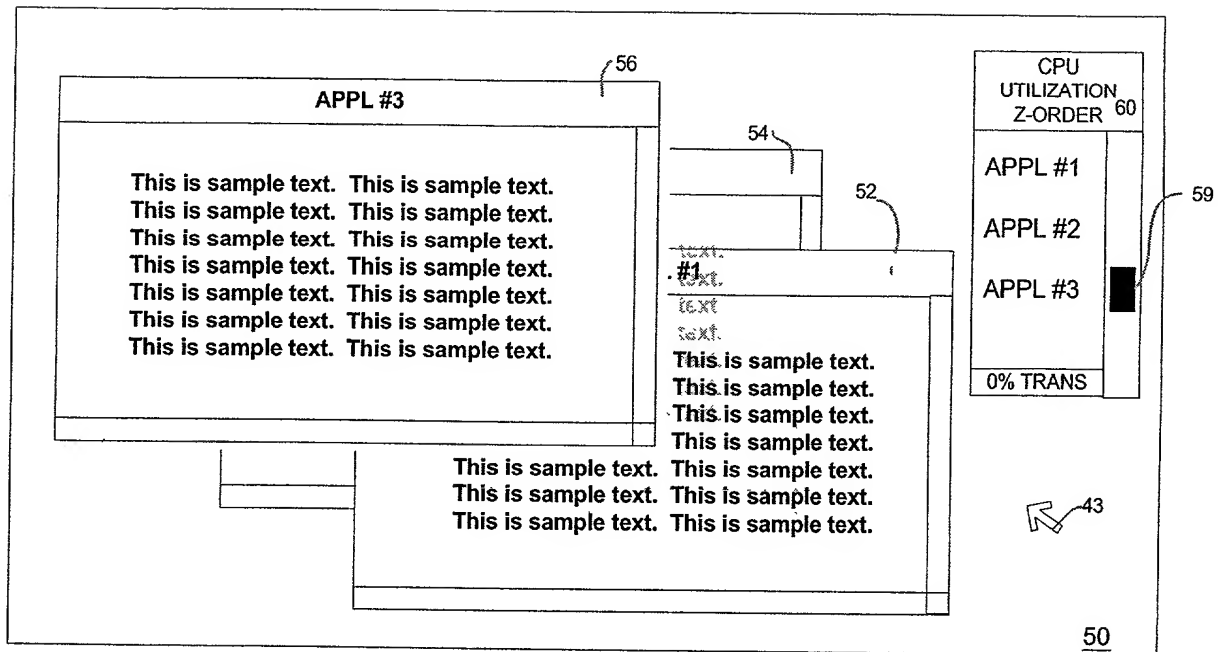 56
APPL #3
This is sample text. This is sample text.
This is sample text. This is sample text.
This is sample text. This is sample text.
This is sample text. This is sample text.
This is sample text. This is sample text.
This is sample text. This is sample text.
This is sample text. This is sample text.
54
52
text.
. #1
text.
text
text.
This is sample text.
This is sample text.
This is sample text.
This is sample text.
This is sample text. This is sample text.
This is sample text. This is sample text.
This is sample text. This is sample text.
CPU
UTILIZATION
Z-ORDER 60
APPL #1
APPL #2
APPL #3
59
0% TRANS
43
50